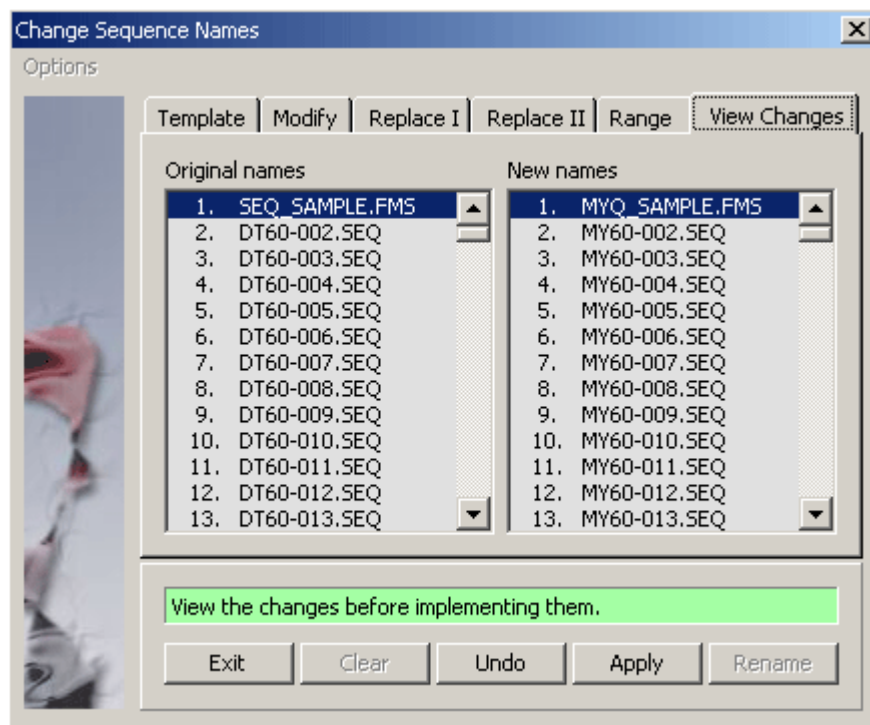 Change Sequence Names
Options
Template Modify Replace I Replace II Range View Changes
Original names New names
1. SEQ_SAMPLE.FMS 1. MYQ_SAMPLE.FMS
2. DT60-002.SEQ 2. MY60-002.SEQ
3. DT60-003.SEQ 3. MY60-003.SEQ
4. DT60-004.SEQ 4. MY60-004.SEQ
5. DT60-005.SEQ 5. MY60-005.SEQ
6. DT60-006.SEQ 6. MY60-006.SEQ
7. DT60-007.SEQ 7. MY60-007.SEQ
8. DT60-008.SEQ 8. MY60-008.SEQ
9. DT60-009.SEQ 9. MY60-009.SEQ
10. DT60-010.SEQ 10. MY60-010.SEQ
11. DT60-011.SEQ 11. MY60-011.SEQ
12. DT60-012.SEQ 12. MY60-012.SEQ
13. DT60-013.SEQ 13. MY60-013.SEQ
View the changes before implementing them.
Exit Clear Undo Apply Rename